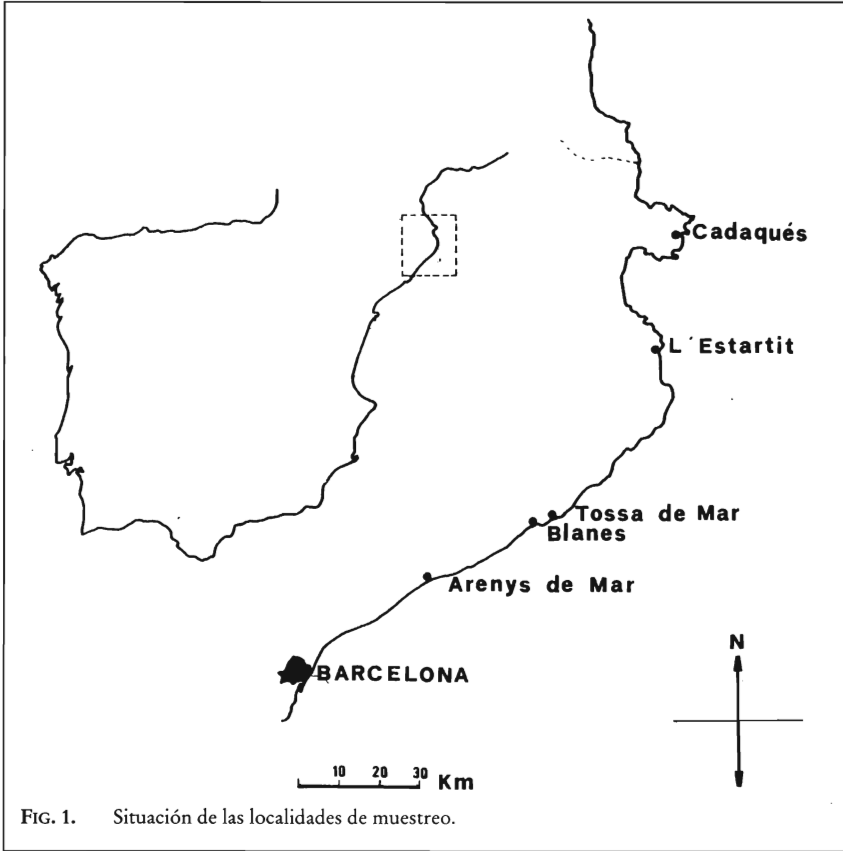 Cadaqués
L´Estartit
Tossa de Mar
Blanes
Arenys de Mar
BARCELONA
N
10 20 30 Km
FIG. 1. Situación de las localidades de muestreo.